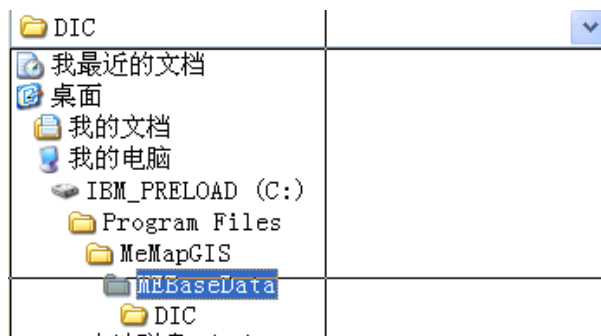 DIC
我最近的文档
桌面
我的文档
我的电脑
IBM_PRELOAD (C:)
Program Files
MeMapGIS
MEBaseData
DIC